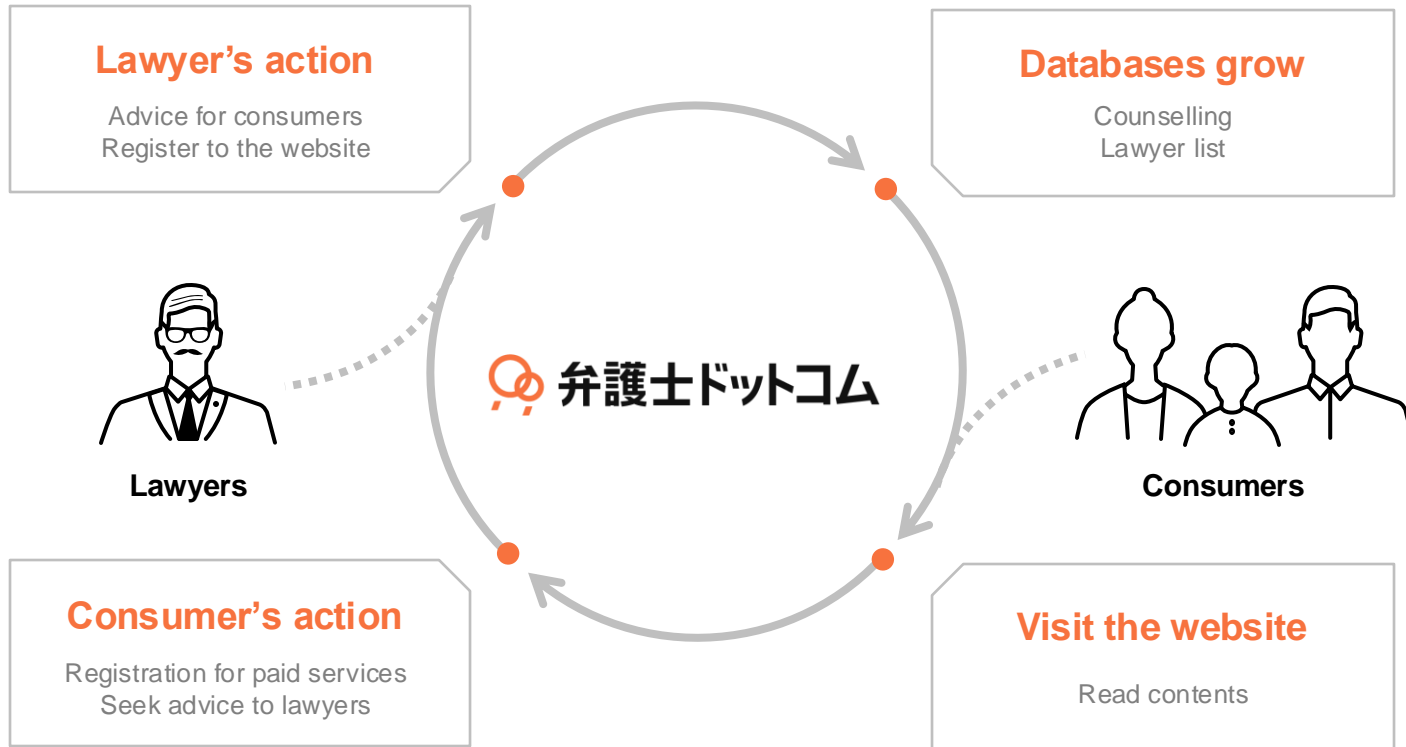 Lawyer’s action
Advice for consumers
Register to the website
Databases grow
Counselling
Lawyer list
弁護士ドットコム
Lawyers
Consumers
Consumer’s action
Registration for paid services
Seek advice to lawyers
Visit the website
Read contents